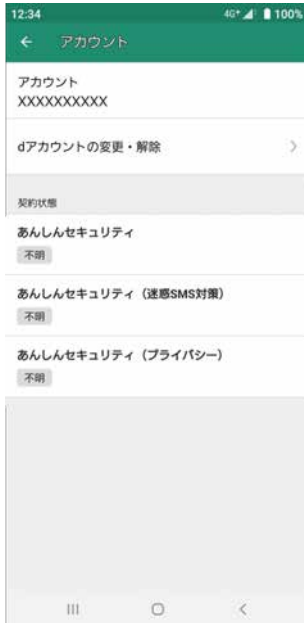 12:34 4G+ 100%
アカウント
アカウント
XXXXXXXXXX
dアカウントの変更・解除
契約状態
あんしんセキュリティ
不明
あんしんセキュリティ（迷惑SMS対策）
不明
あんしんセキュリティ（プライバシー）
不明